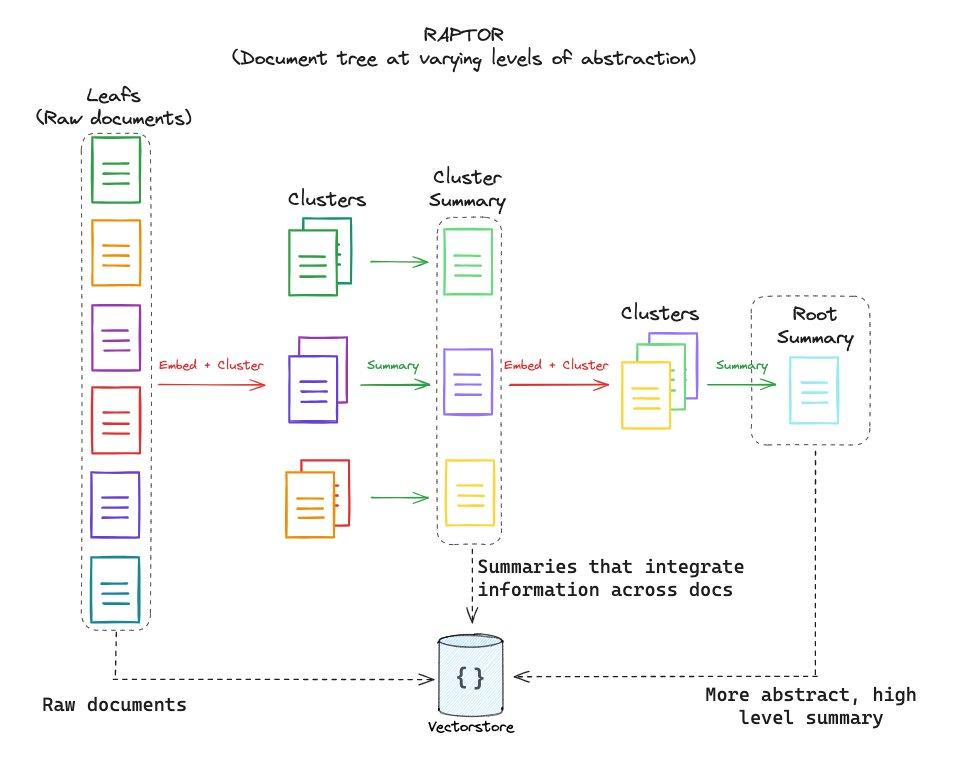 RAPTOR
(Document tree at varying levels of abstraction)
Leafs
(Raw documents)
Clusters
Cluster
Summary
Embed + Cluster
Summary
Embed + Cluster
Clusters
Summary
Root
Summary
Summaries that integrate
information across docs
{}
Vectorstore
Raw documents
More abstract, high
level summary